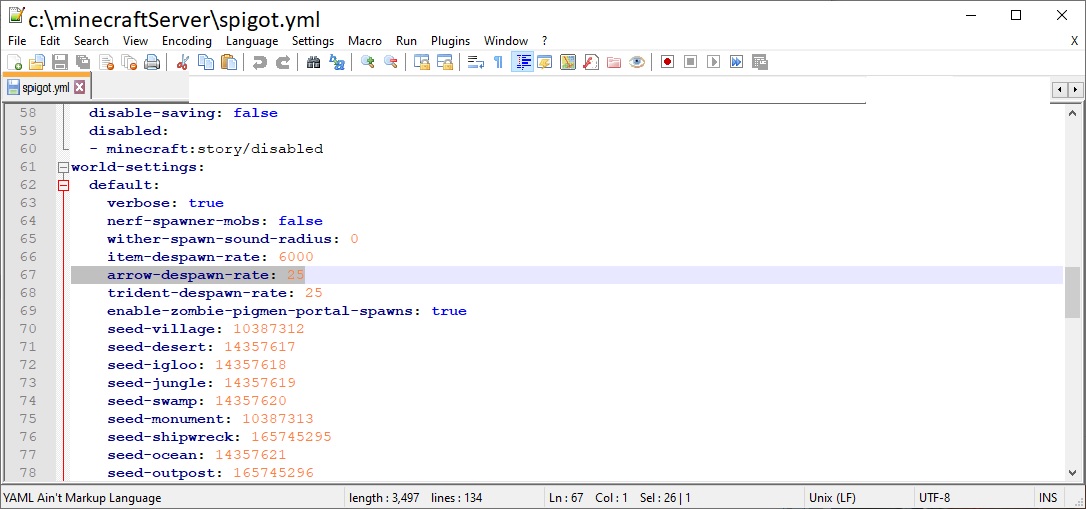 c:\minecraftServer\spigot.yml
File Edit Search View Encoding Language Settings Macro Run Plugins Window ? X
spigot.yml
58 disable-saving: false
59 disabled:
60 - minecraft:story/disabled
61 world-settings:
62 default:
63 verbose: true
64 nerf-spawner-mobs: false
65 wither-spawn-sound-radius: 0
66 item-despawn-rate: 6000
67 arrow-despawn-rate: 25
68 trident-despawn-rate: 25
69 enable-zombie-pigmen-portal-spawns: true
70 seed-village: 10387312
71 seed-desert: 14357617
72 seed-igloo: 14357618
73 seed-jungle: 14357619
74 seed-swamp: 14357620
75 seed-monument: 10387313
76 seed-shipwreck: 165745295
77 seed-ocean: 14357621
78 seed-outpost: 165745296
YAML Ain't Markup Language length : 3,497 lines : 134 Ln : 67 Col : 1 Sel : 26 | 1 Unix (LF) UTF-8 INS